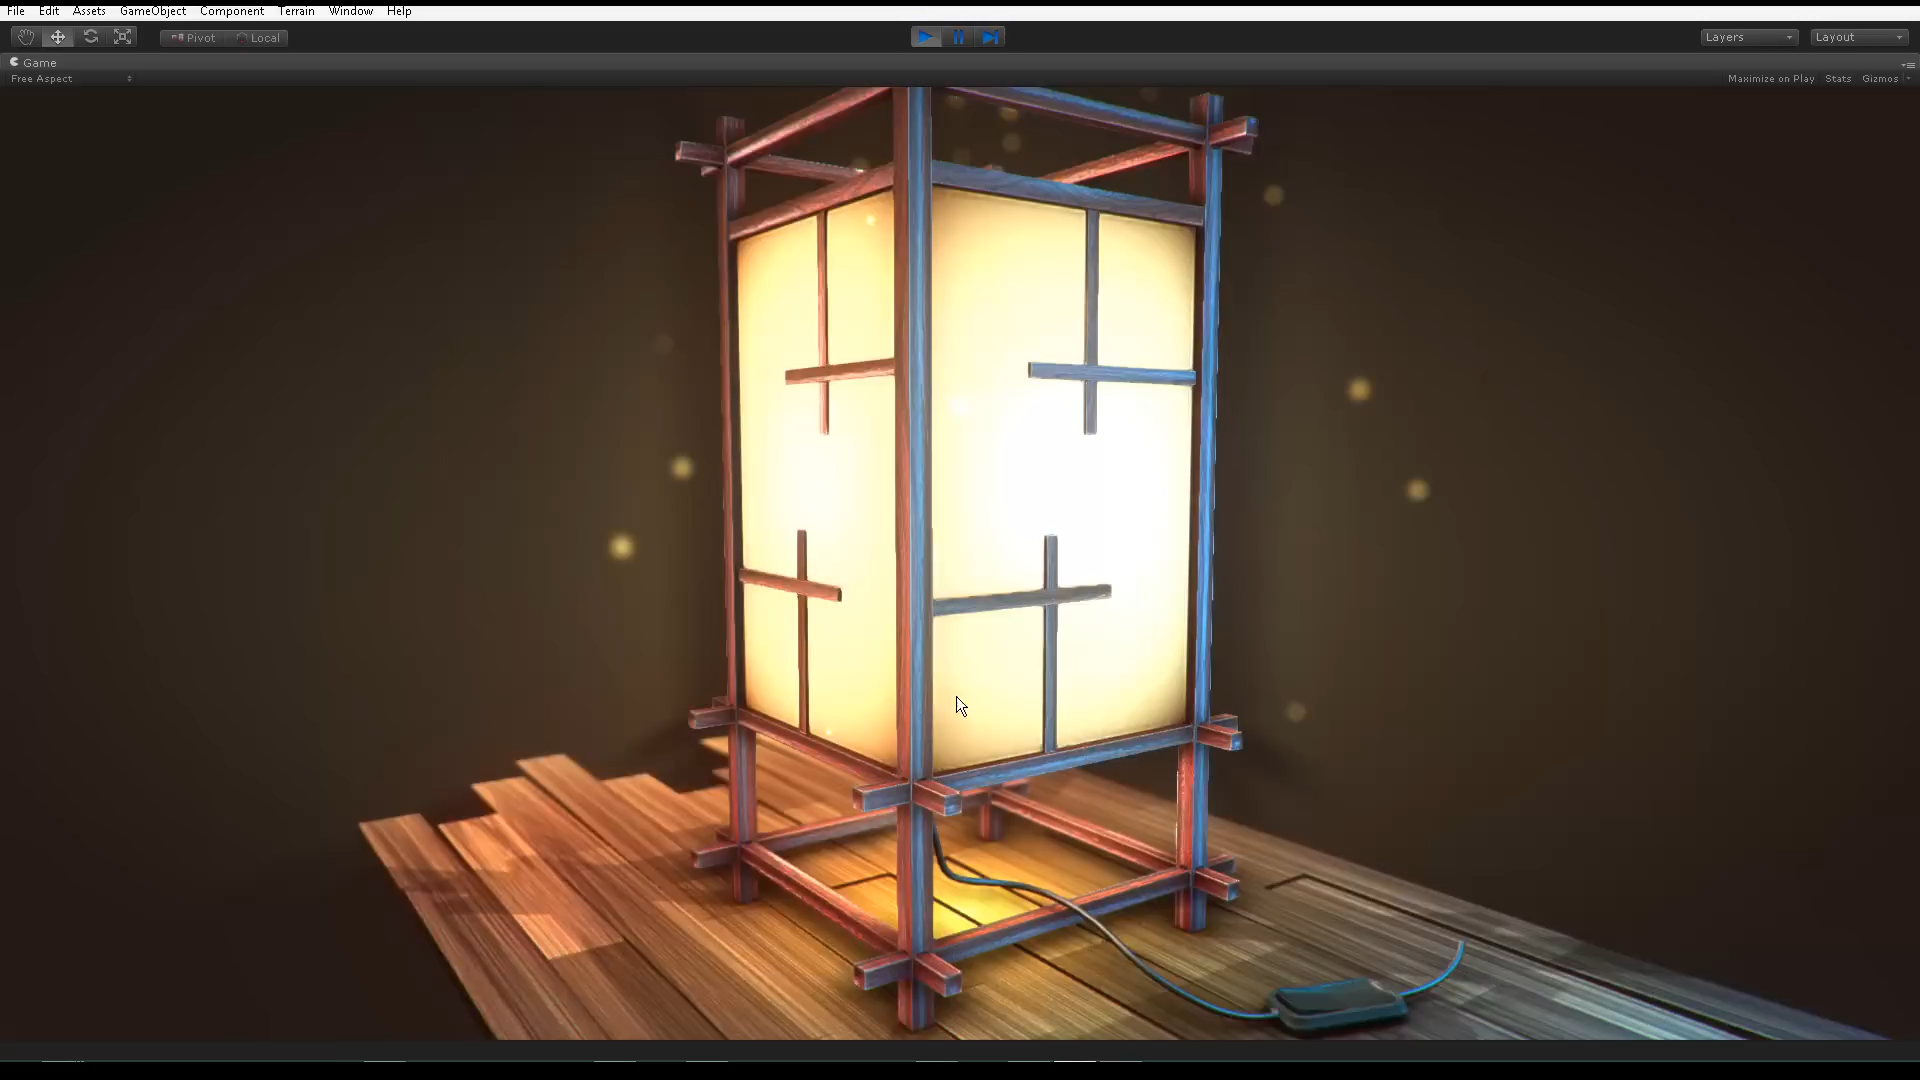 File Edit Assets GameObject Component Terrain Window Help
Pivot Local Layers Layout
Game
Free Aspect Maximize on Play Stats Gizmos